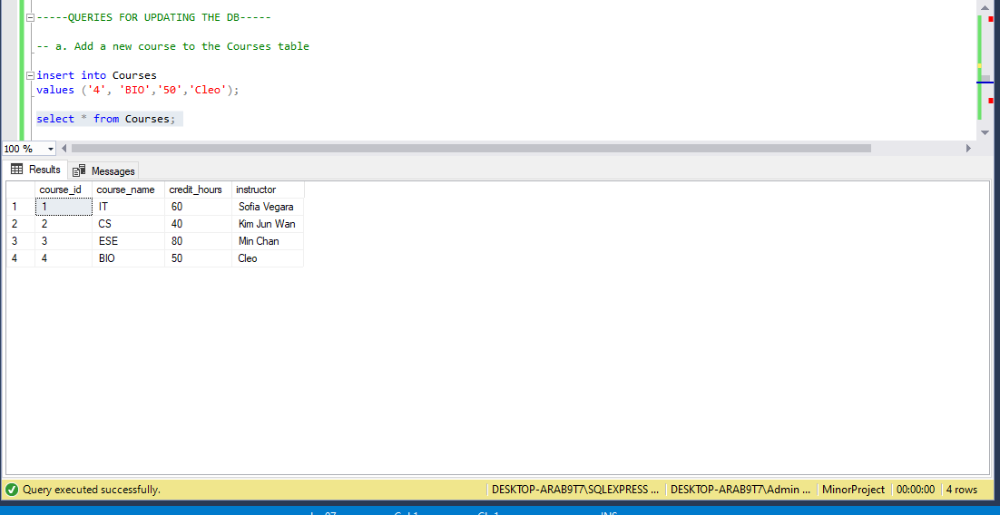 -----QUERIES FOR UPDATING THE DB-----
-- a. Add a new course to the Courses table
insert into Courses
values ('4', 'BIO','50','Cleo');
select * from Courses;
100 %
Results Messages
course_id course_name credit_hours instructor
1 1 IT 60 Sofia Vegara
2 2 CS 40 Kim Jun Wan
3 3 ESE 80 Min Chan
4 4 BIO 50 Cleo
Query executed successfully. DESKTOP-ARAB9T7\SQLEXPRESS ... DESKTOP-ARAB9T7\Admin ... MinorProject 00:00:00 4 rows